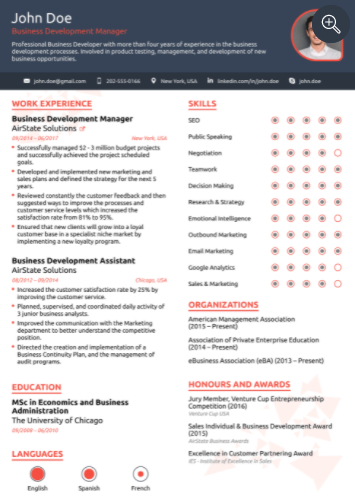 John Doe
Business Development Manager
Professional Business Developer with more than four years of experience in the business
development processes. Involved in product testing, management, and development of new
business opportunities.
john.doe@gmail.com
202-555-0166
New York, USA
linkedin.com/in/john.doe
john.doe
WORK EXPERIENCE
Business Development Manager
AirState Solutions
09/2014 – 06/2017
New York, USA
Successfully managed $2 - 3 million budget projects
and successfully achieved the project scheduled
goals.
Developed and implemented new marketing and
sales plans and defined the strategy for the next 5
years.
Reviewed constantly the customer feedback and then
suggested ways to improve the processes and
customer service levels which increased the
satisfaction rate from 81% to 95%.
Ensured that new clients will grow into a loyal
customer base in a specialist niche market by
implementing a new loyalty program.
Business Development Assistant
AirState Solutions
08/2012 – 09/2014
Chicago, USA
Increased the customer satisfaction rate by 25% by
improving the customer service.
Planned, supervised, and coordinated daily activity of
3 junior business analysts.
Improved the communication with the Marketing
department to better understand the competitive
position.
Directed the creation and implementation of a
Business Continuity Plan, and the management of
audit programs.
EDUCATION
MSc in Economics and Business
Administration
The University of Chicago
09/2008 – 06/2010
LANGUAGES
English
Spanish
French
SKILLS
SEO
Public Speaking
Negotiation
Teamwork
Decision Making
Research & Strategy
Emotional Intelligence
Outbound Marketing
Email Marketing
Google Analytics
Sales & Marketing
ORGANIZATIONS
American Management Association
(2015 – Present)
Association of Private Enterprise Education
(2014 – Present)
eBusiness Association (eBA) (2013 – Present)
HONOURS AND AWARDS
Jury Member, Venture Cup Entrepreneurship
Competition (2016)
Venture Cup USA
Sales Individual & Business Development Award
(2015)
AirState Business Awards
Excellence in Customer Partnering Award
IES - Institute of Excellence in Sales